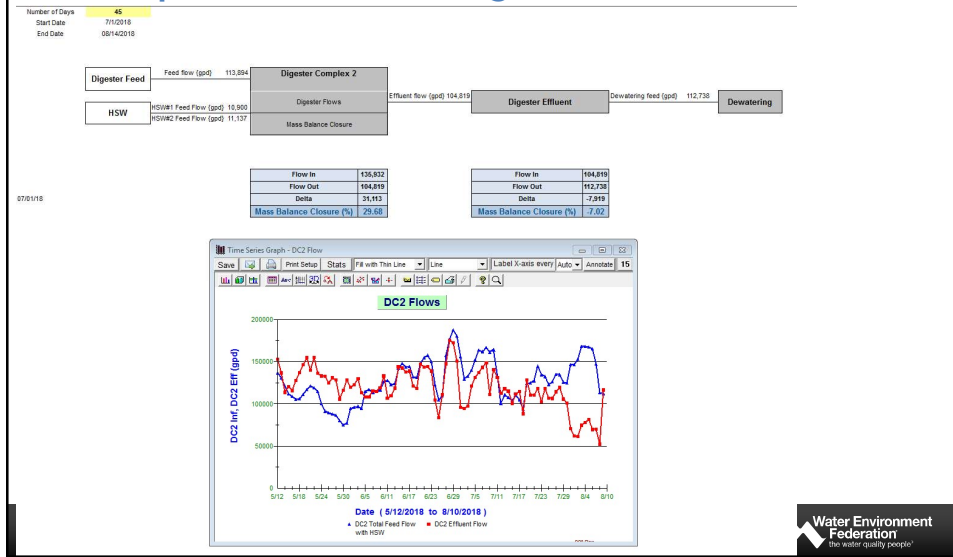 Number of Days 45
Start Date 7/1/2018
End Date 08/14/2018
Digester Feed
Feed flow {gpd} 113,894
Digester Complex 2
HSW
HSW#1 Feed Flow {gpd} 10,900
HSW#2 Feed Flow {gpd} 11,137
Digester Flows
Mass Balance Closure
Effluent flow {gpd} 104,819
Digester Effluent
Dewatering feed {gpd} 112,738
Dewatering
07/01/18
Flow In 135,932
Flow Out 104,819
Delta 31,113
Mass Balance Closure (%) 29.68
Flow In 104,819
Flow Out 112,738
Delta -7,919
Mass Balance Closure (%) -7.02
Time Series Graph - DC2 Flow
Save Print Setup Stats Fill with Thin Line Line Label X-axis every Auto Annotate 15
DC2 Flows
DC2 Inf, DC2 Eff (gpd)
200000
150000
100000
50000
0
5/12 5/18 5/24 5/30 6/5 6/11 6/17 6/23 6/29 7/5 7/11 7/17 7/23 7/29 8/4 8/10
Date ( 5/12/2018 to 8/10/2018 )
DC2 Total Feed Flow with HSW
DC2 Effluent Flow
Water Environment
Federation
the water quality people®